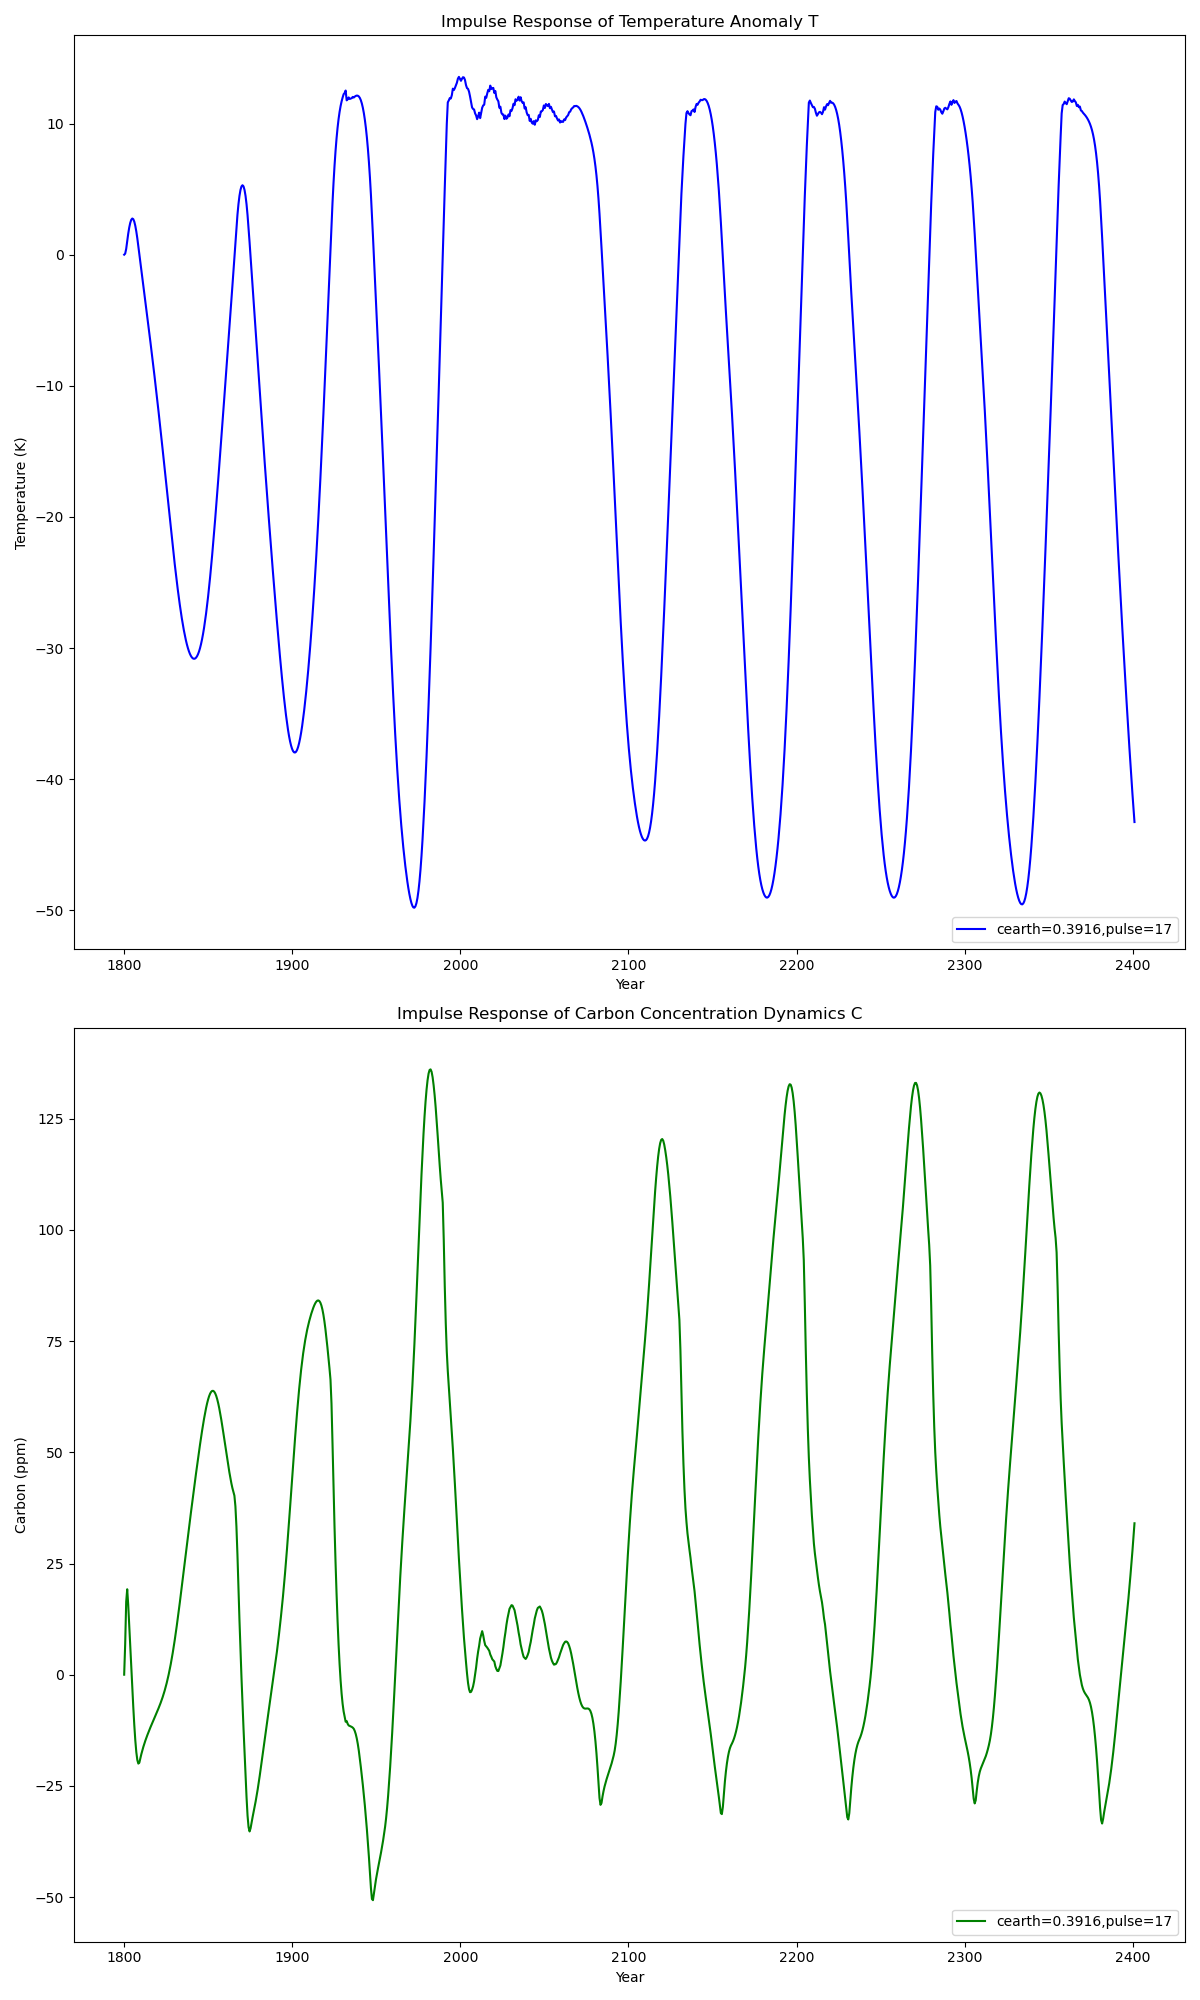 Impulse Response of Temperature Anomaly T
10
0
−10
−20
−30
−40
−50
Temperature (K)
1800 1900 2000 2100 2200 2300 2400
Year
cearth=0.3916,pulse=17
Impulse Response of Carbon Concentration Dynamics C
125
100
75
50
25
0
−25
−50
Carbon (ppm)
1800 1900 2000 2100 2200 2300 2400
Year
cearth=0.3916,pulse=17